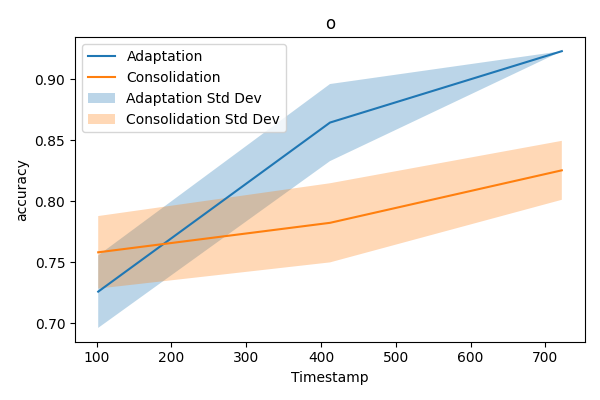 o
Adaptation
Consolidation
Adaptation Std Dev
Consolidation Std Dev
accuracy
0.90
0.85
0.80
0.75
0.70
100 200 300 400 500 600 700
Timestamp